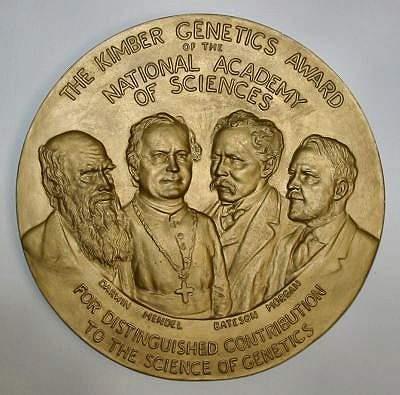 THE KIMBER GENETICS AWARD
OF THE
NATIONAL ACADEMY
OF SCIENCES
DARWIN MENDEL BATESON MORGAN
FOR DISTINGUISHED CONTRIBUTION
TO THE SCIENCE OF GENETICS